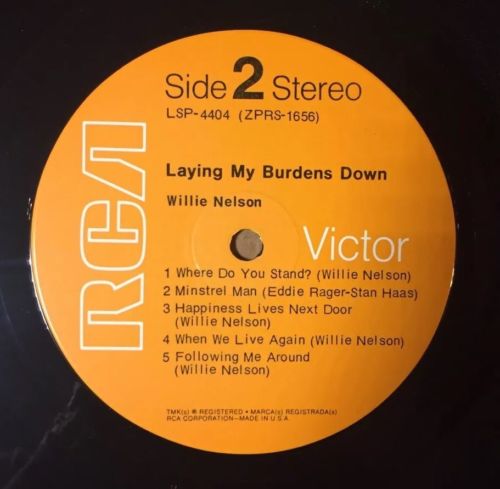 Side 2 Stereo
LSP-4404 (ZPRS-1656)
Laying My Burdens Down
Willie Nelson
RCA
Victor
1 Where Do You Stand? (Willie Nelson)
2 Minstrel Man (Eddie Rager-Stan Haas)
3 Happiness Lives Next Door
(Willie Nelson)
4 When We Live Again (Willie Nelson)
5 Following Me Around
(Willie Nelson)
TMK(s) ® REGISTERED • MARCA(s) REGISTRADA(s)
RCA CORPORATION—MADE IN U.S.A.